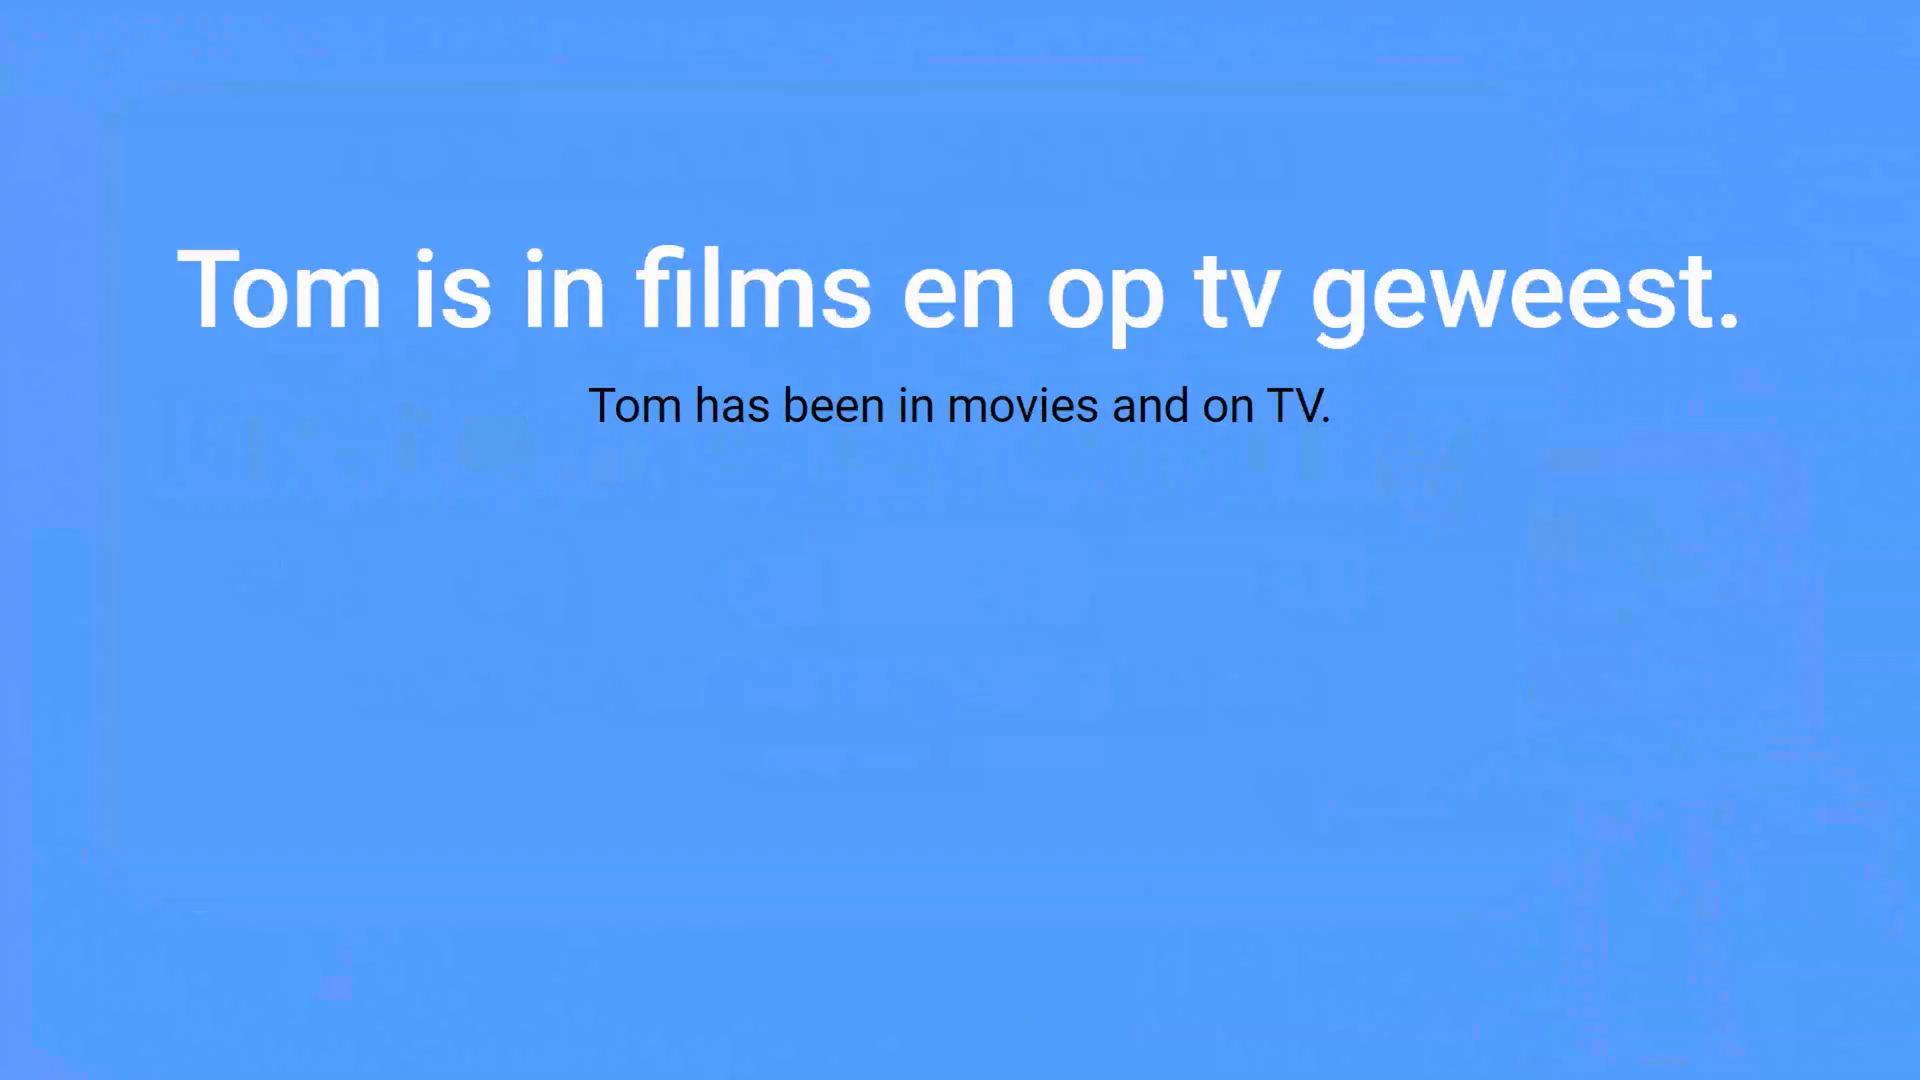 Tom is in films en op tv geweest.
Tom has been in movies and on TV.